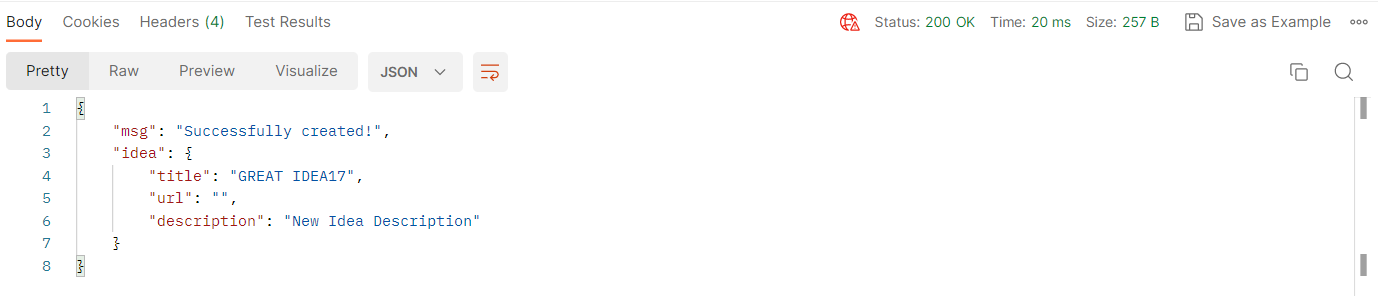 Body Cookies Headers (4) Test Results Status: 200 OK Time: 20 ms Size: 257 B Save as Example
Pretty Raw Preview Visualize JSON
1 {
2 "msg": "Successfully created!",
3 "idea": {
4 "title": "GREAT IDEA17",
5 "url": "",
6 "description": "New Idea Description"
7 }
8 }